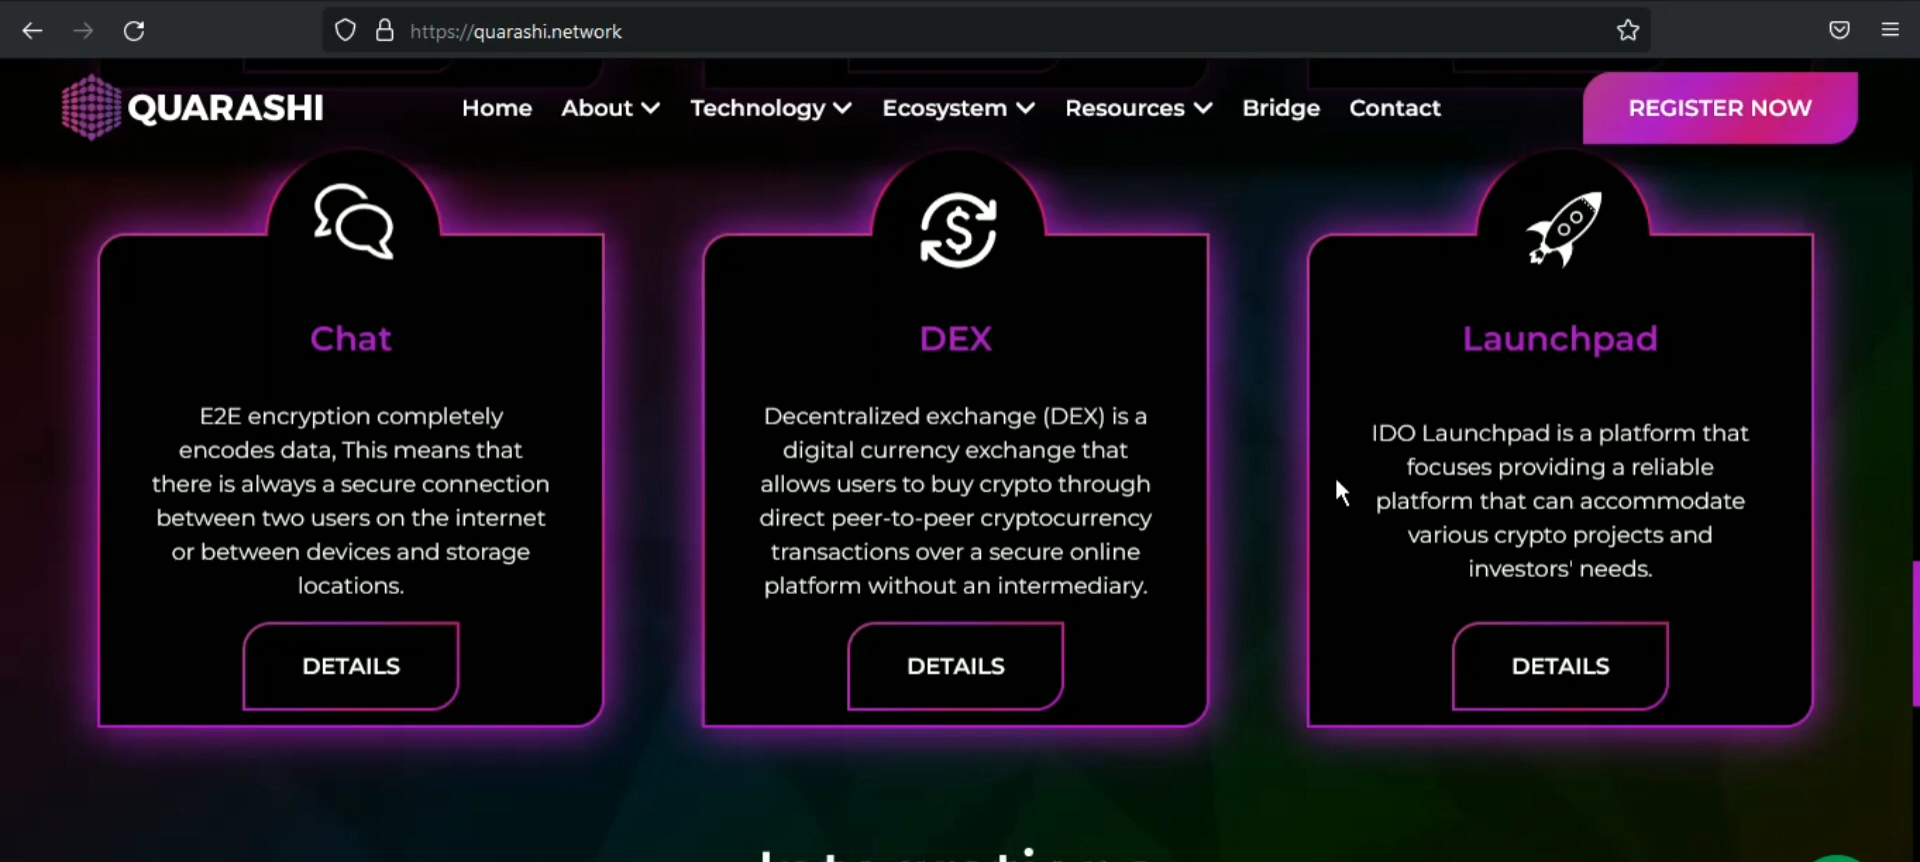 https://quarashi.network
QUARASHI
Home About Technology Ecosystem Resources Bridge Contact
REGISTER NOW
Chat
E2E encryption completely
encodes data, This means that
there is always a secure connection
between two users on the internet
or between devices and storage
locations.
DETAILS
DEX
Decentralized exchange (DEX) is a
digital currency exchange that
allows users to buy crypto through
direct peer-to-peer cryptocurrency
transactions over a secure online
platform without an intermediary.
DETAILS
Launchpad
IDO Launchpad is a platform that
focuses providing a reliable
platform that can accommodate
various crypto projects and
investors' needs.
DETAILS